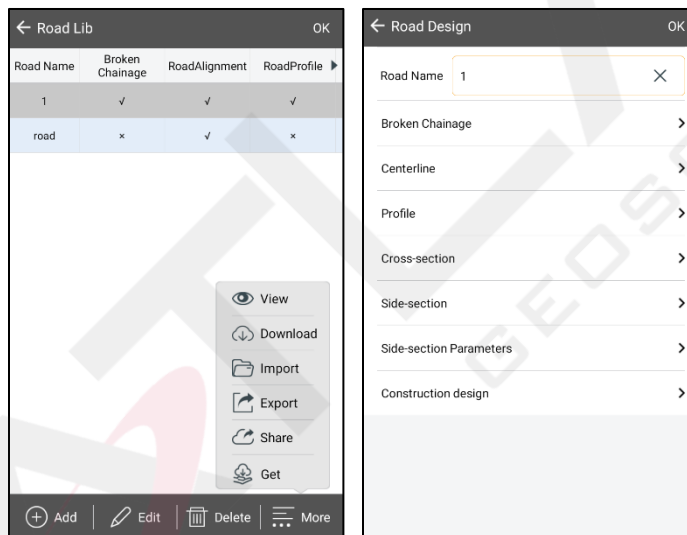 Road Lib OK
Road Name Broken Chainage RoadAlignment RoadProfile
1 √ √ √
road × √ ×
View
Download
Import
Export
Share
Get
Add Edit Delete More
Road Design OK
Road Name 1
Broken Chainage
Centerline
Profile
Cross-section
Side-section
Side-section Parameters
Construction design